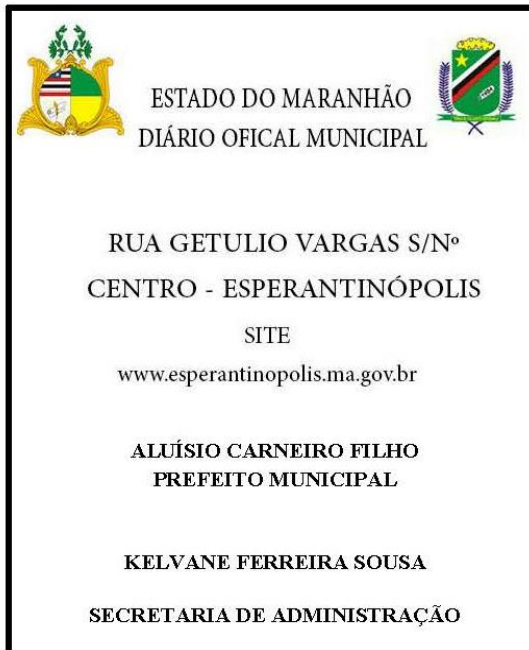 ESTADO DO MARANHÃO
DIÁRIO OFICAL MUNICIPAL
RUA GETULIO VARGAS S/Nº
CENTRO - ESPERANTINÓPOLIS
SITE
www.esperantinopolis.ma.gov.br
ALUÍSIO CARNEIRO FILHO
PREFEITO MUNICIPAL
KELVANE FERREIRA SOUSA
SECRETARIA DE ADMINISTRAÇÃO